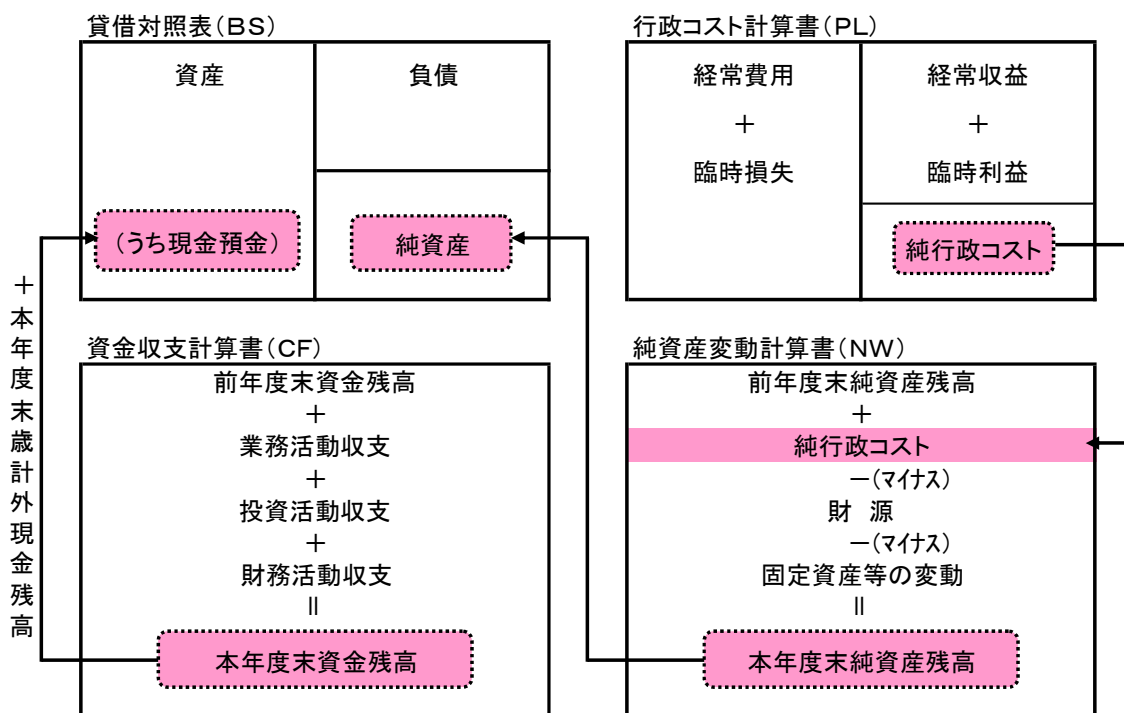 貸借対照表(BS)
資産
負債
(うち現金預金)
純資産
行政コスト計算書(PL)
経常費用
+
臨時損失
経常収益
+
臨時利益
純行政コスト
+本年度末歳計外現金残高
資金収支計算書(CF)
前年度末資金残高
+
業務活動収支
+
投資活動収支
+
財務活動収支
||
本年度末資金残高
純資産変動計算書(NW)
前年度末純資産残高
+
純行政コスト
-(マイナス)
財 源
-(マイナス)
固定資産等の変動
||
本年度末純資産残高